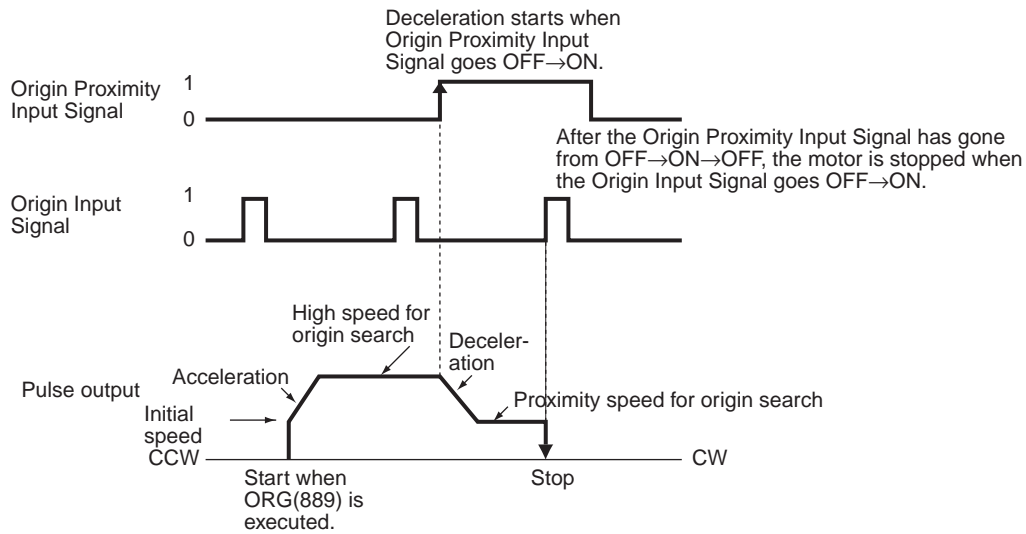 Deceleration starts when
Origin Proximity Input
Signal goes OFF→ON.
Origin Proximity
Input Signal
1
0
After the Origin Proximity Input Signal has gone
from OFF→ON→OFF, the motor is stopped when
the Origin Input Signal goes OFF→ON.
Origin Input
Signal
1
0
High speed for
origin search
Deceler-
ation
Acceleration
Pulse output
Proximity speed for origin search
Initial
speed
CCW
CW
Start when
ORG(889) is
executed.
Stop